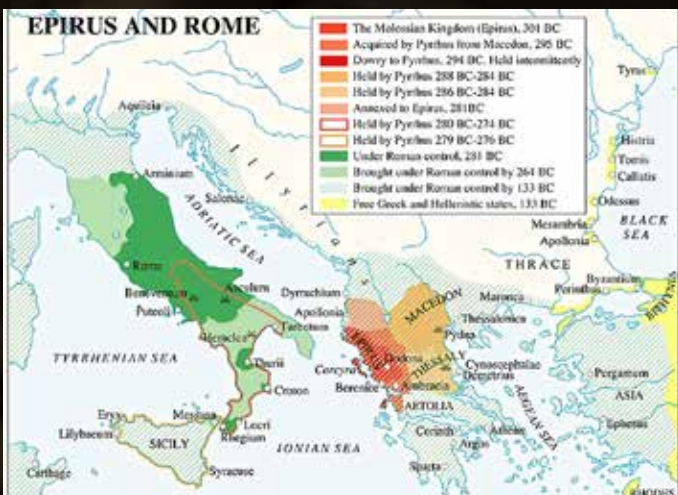 EPIRUS AND ROME
The Molossian Kingdom (Epirus), 301 BC
Acquired by Pyrrhus from Macedon, 295 BC
Dowry to Pyrrhus, 294 BC, Held intermittently
Held by Pyrrhus 288 BC-284 BC
Held by Pyrrhus 286 BC-284 BC
Annexed to Epirus, 281BC
Held by Pyrrhus 280 BC-274 BC
Held by Pyrrhus 279 BC-276 BC
Under Roman control, 281 BC
Brought under Roman control by 264 BC
Brought under Roman control by 133 BC
Free Greek and Hellenistic states, 133 BC
Tyras
Aquileia
Illyrians
Histria
Tomis
Callatis
Ariminum
Salonae
Odessus
ADRIATIC SEA
Mesambria
BLACK
SEA
Apollonia
THRACE
Rome
Asculum
Byzantium
Beneventum
Dyrrachium
MACEDON
Maronea
Perinthus
Puteoli
Apollonia
Thessalonica
Heraclea
Tarentum
EPIRUS
Pydna
TYRRHENIAN SEA
Thurii
Dodona
THESSALY
Cynoscephalae
Corcyra
Demetrias
Pergamum
Croton
Berenice
Ambracia
ASIA
AEGEAN SEA
Eryx
Messina
Locri
AETOLIA
Lilybaeum
SICILY
Rhegium
Corinth
Athens
Ephesus
IONIAN SEA
Argos
Carthage
Syracuse
Sparta
RHODES